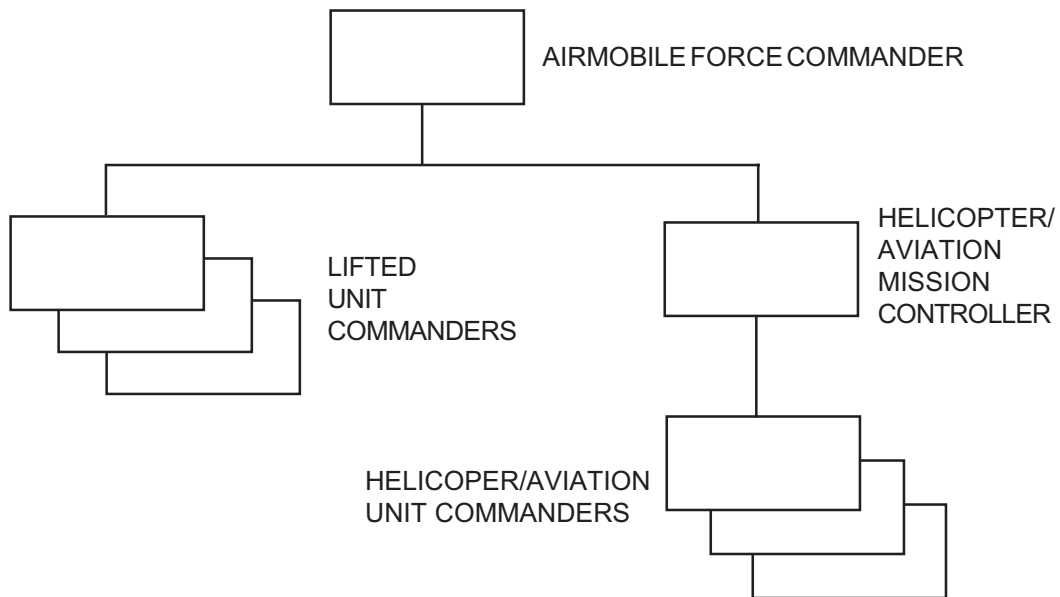 AIRMOBILE FORCE COMMANDER
HELICOPTER/
AVIATION
MISSION
CONTROLLER
LIFTED
UNIT
COMMANDERS
HELICOPER/AVIATION
UNIT COMMANDERS